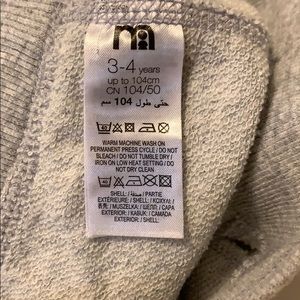 m
3-4 years
up to 104cm
CN 104/50
حتى طول 104 سم
WARM MACHINE WASH ON
PERMANENT PRESS CYCLE / DO NOT
BLEACH / DO NOT TUMBLE DRY /
IRON ON LOW HEAT SETTING / DO
NOT DRY CLEAN
SHELL: / PARTIE
EXTÉRIEURE / SHELL:
/ MUSZELKA: / CAPA
EXTERIOR: / KABUK: / CAMADA
EXTERIOR: / SHELL: